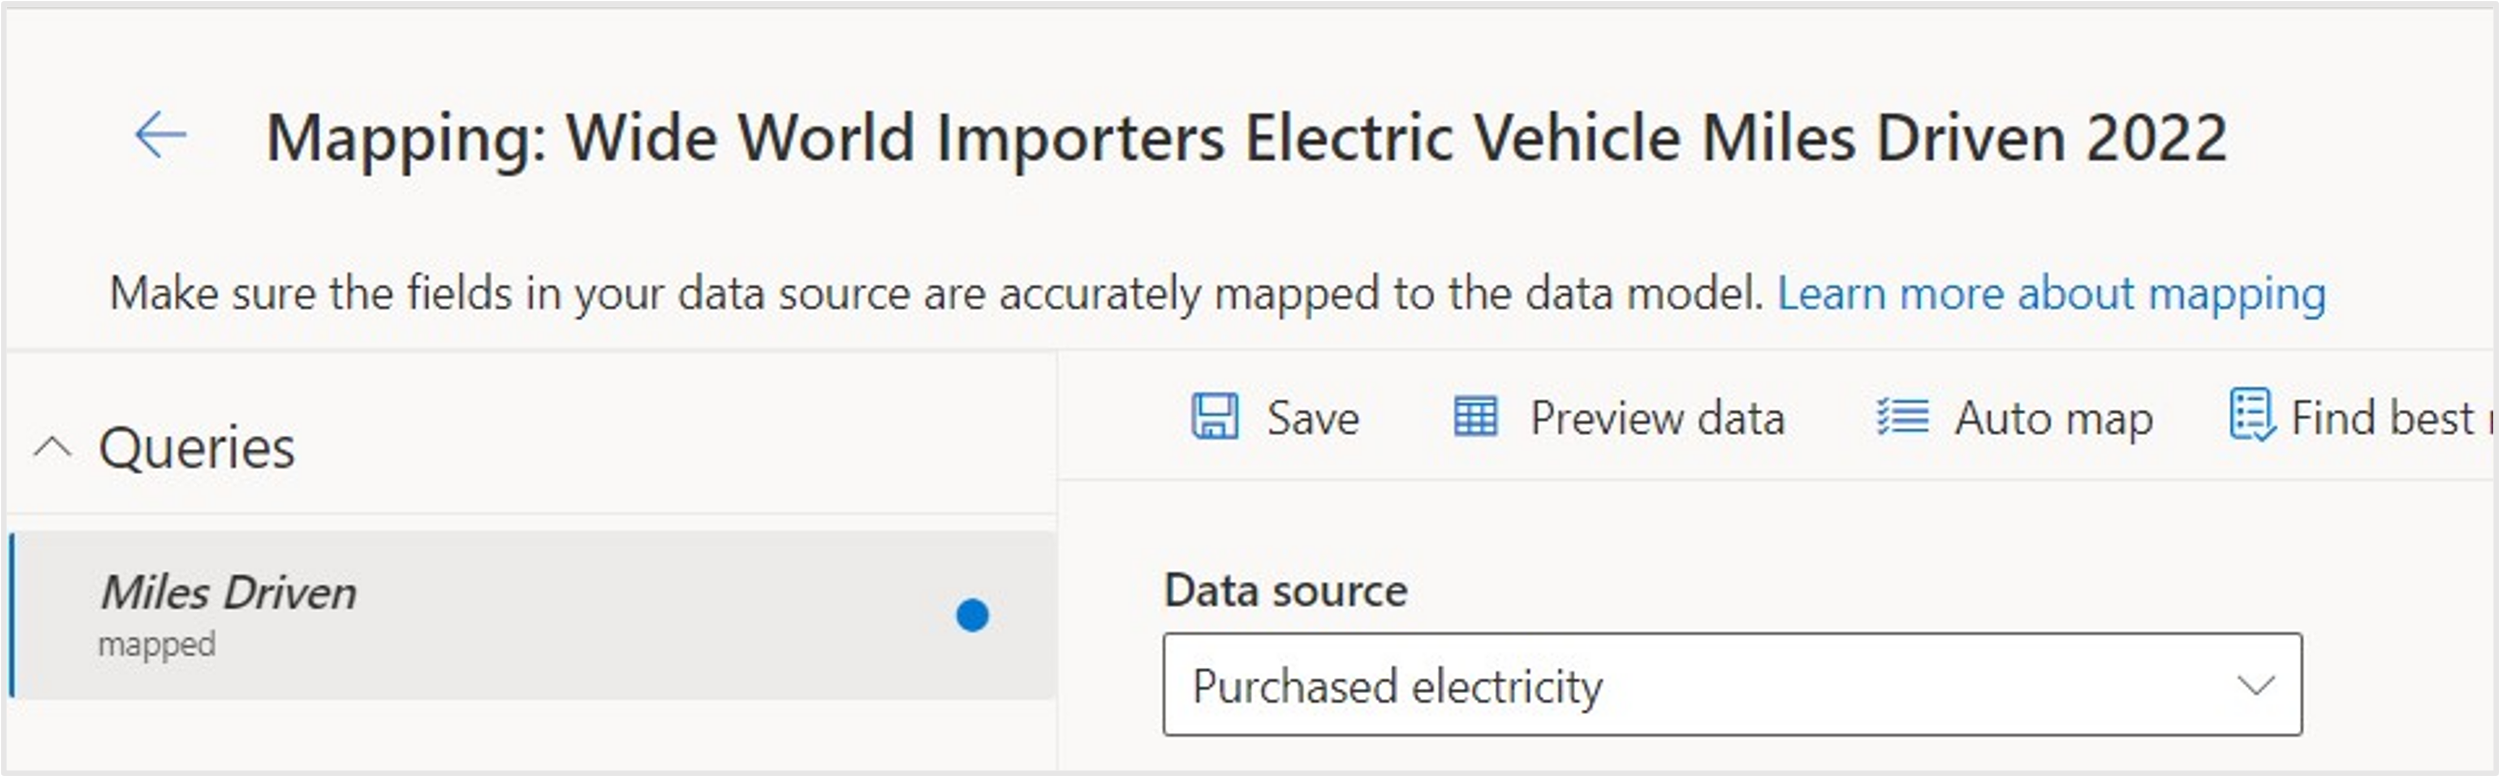 Mapping: Wide World Importers Electric Vehicle Miles Driven 2022
Make sure the fields in your data source are accurately mapped to the data model. Learn more about mapping
Queries
Miles Driven
mapped
Save
Preview data
Auto map
Find best
Data source
Purchased electricity